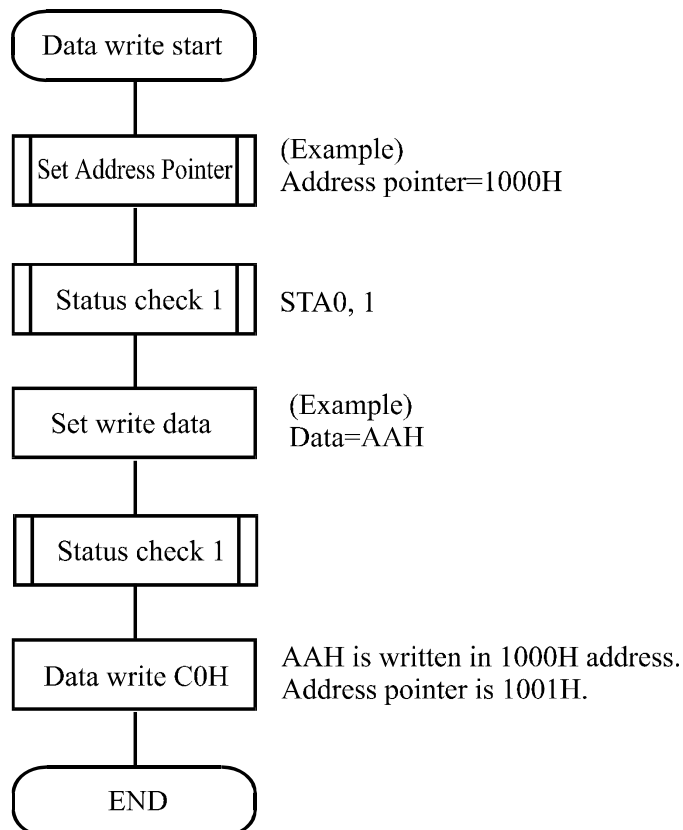 Data write start
Set Address Pointer
(Example)
Address pointer=1000H
Status check 1
STA0, 1
Set write data
(Example)
Data=AAH
Status check 1
Data write C0H
AAH is written in 1000H address.
Address pointer is 1001H.
END